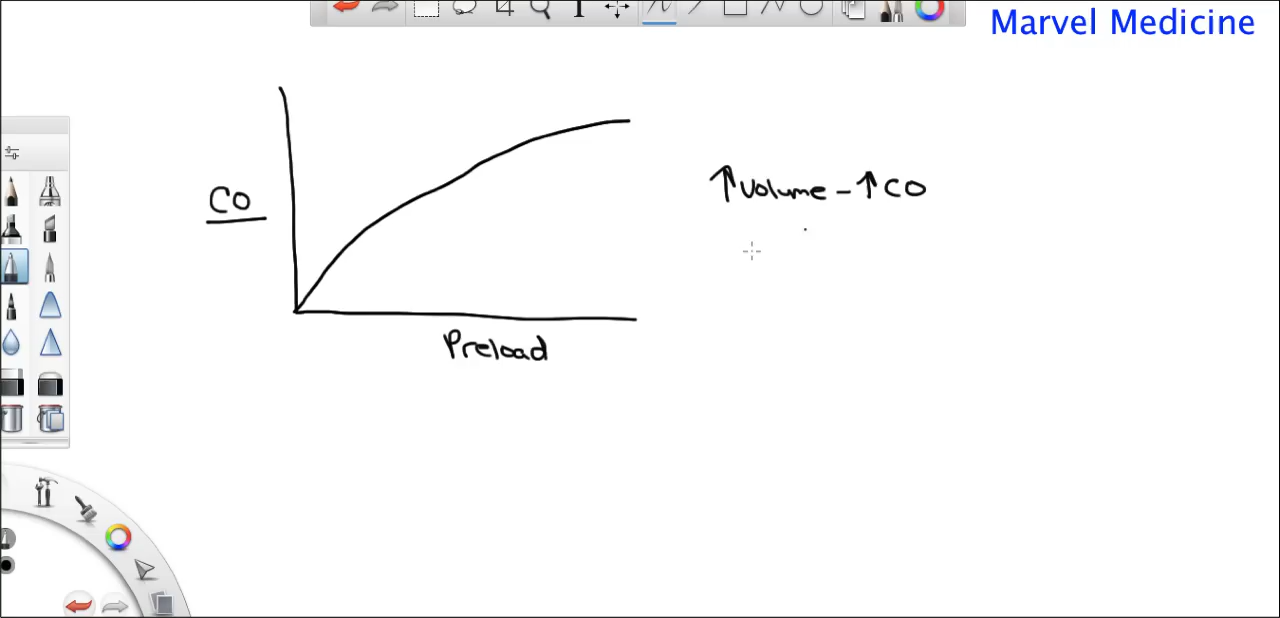 Marvel Medicine
CO
↑ Volume – ↑ CO
Preload